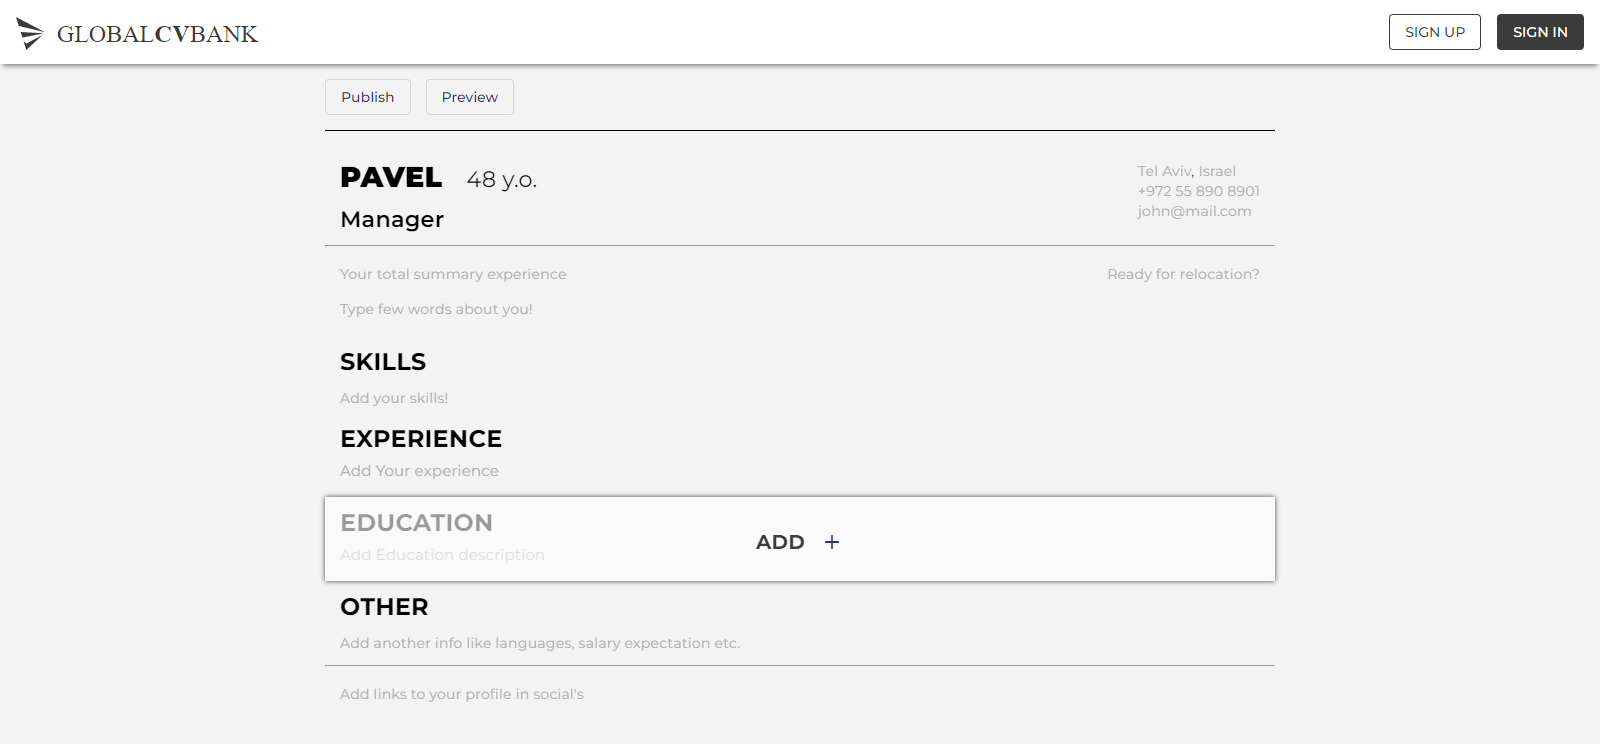 GLOBALCVBANK
SIGN UP
SIGN IN
Publish
Preview
PAVEL 48 y.o.
Manager
Tel Aviv, Israel
+972 55 890 8901
john@mail.com
Your total summary experience
Ready for relocation?
Type few words about you!
SKILLS
Add your skills!
EXPERIENCE
Add Your experience
EDUCATION
Add Education description
ADD +
OTHER
Add another info like languages, salary expectation etc.
Add links to your profile in social's